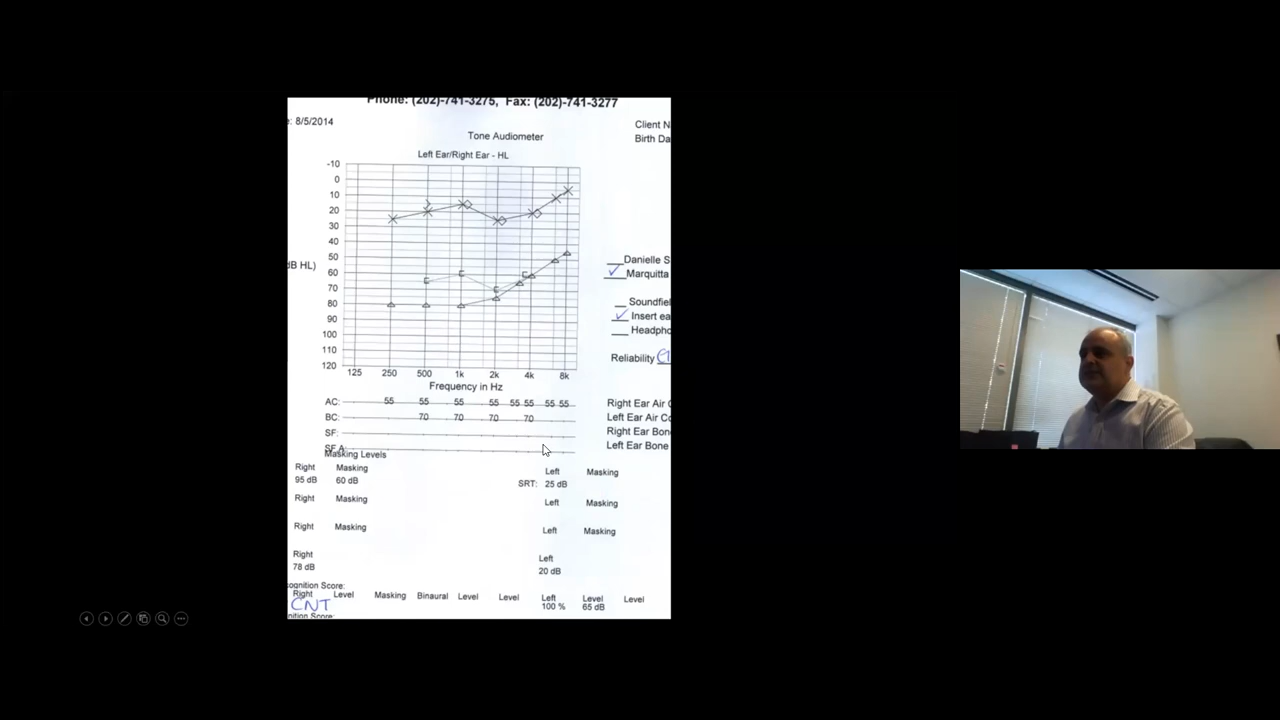 Phone: (202)-741-3275, Fax: (202)-741-3277
e: 8/5/2014
Client N
Tone Audiometer
Birth Da
Left Ear/Right Ear - HL
-10
0
10
20
30
40
50
60
70
80
90
100
110
120
dB HL)
125 250 500 1k 2k 4k 8k
Frequency in Hz
Danielle S
Marquitta
Soundfiel
Insert ea
Headpho
Reliability
AC: 55 55 55 55 55 55 55 55
BC: 70 70 70 70
SF:
SF A:
Right Ear Air C
Left Ear Air Co
Right Ear Bon
Left Ear Bone
Masking Levels
Right Masking Left Masking
95 dB 60 dB SRT: 25 dB
Right Masking Left Masking
Right Masking Left Masking
Right Left
78 dB 20 dB
ognition Score:
Right Level Masking Binaural Level Level Left Level Level
CNT 100 % 65 dB
nition Score: